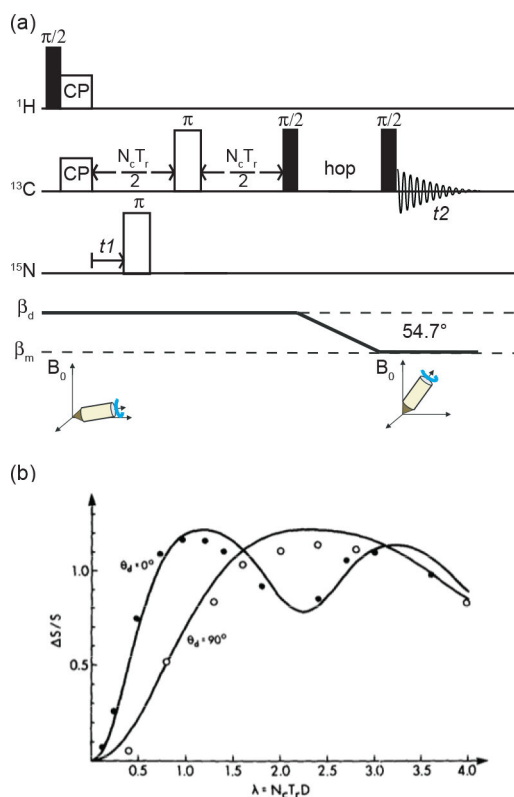 (a)
π/2
CP
¹H
π π/2 π/2
CP NcTr/2 NcTr/2 hop
¹³C
t2
π
t1
¹⁵N
βd
54.7°
βm
B0 B0
(b)
ΔS/S
1.0
0.5
θd=0°
θd=90°
0.5 1.0 1.5 2.0 2.5 3.0 3.5 4.0
λ = NcTrD